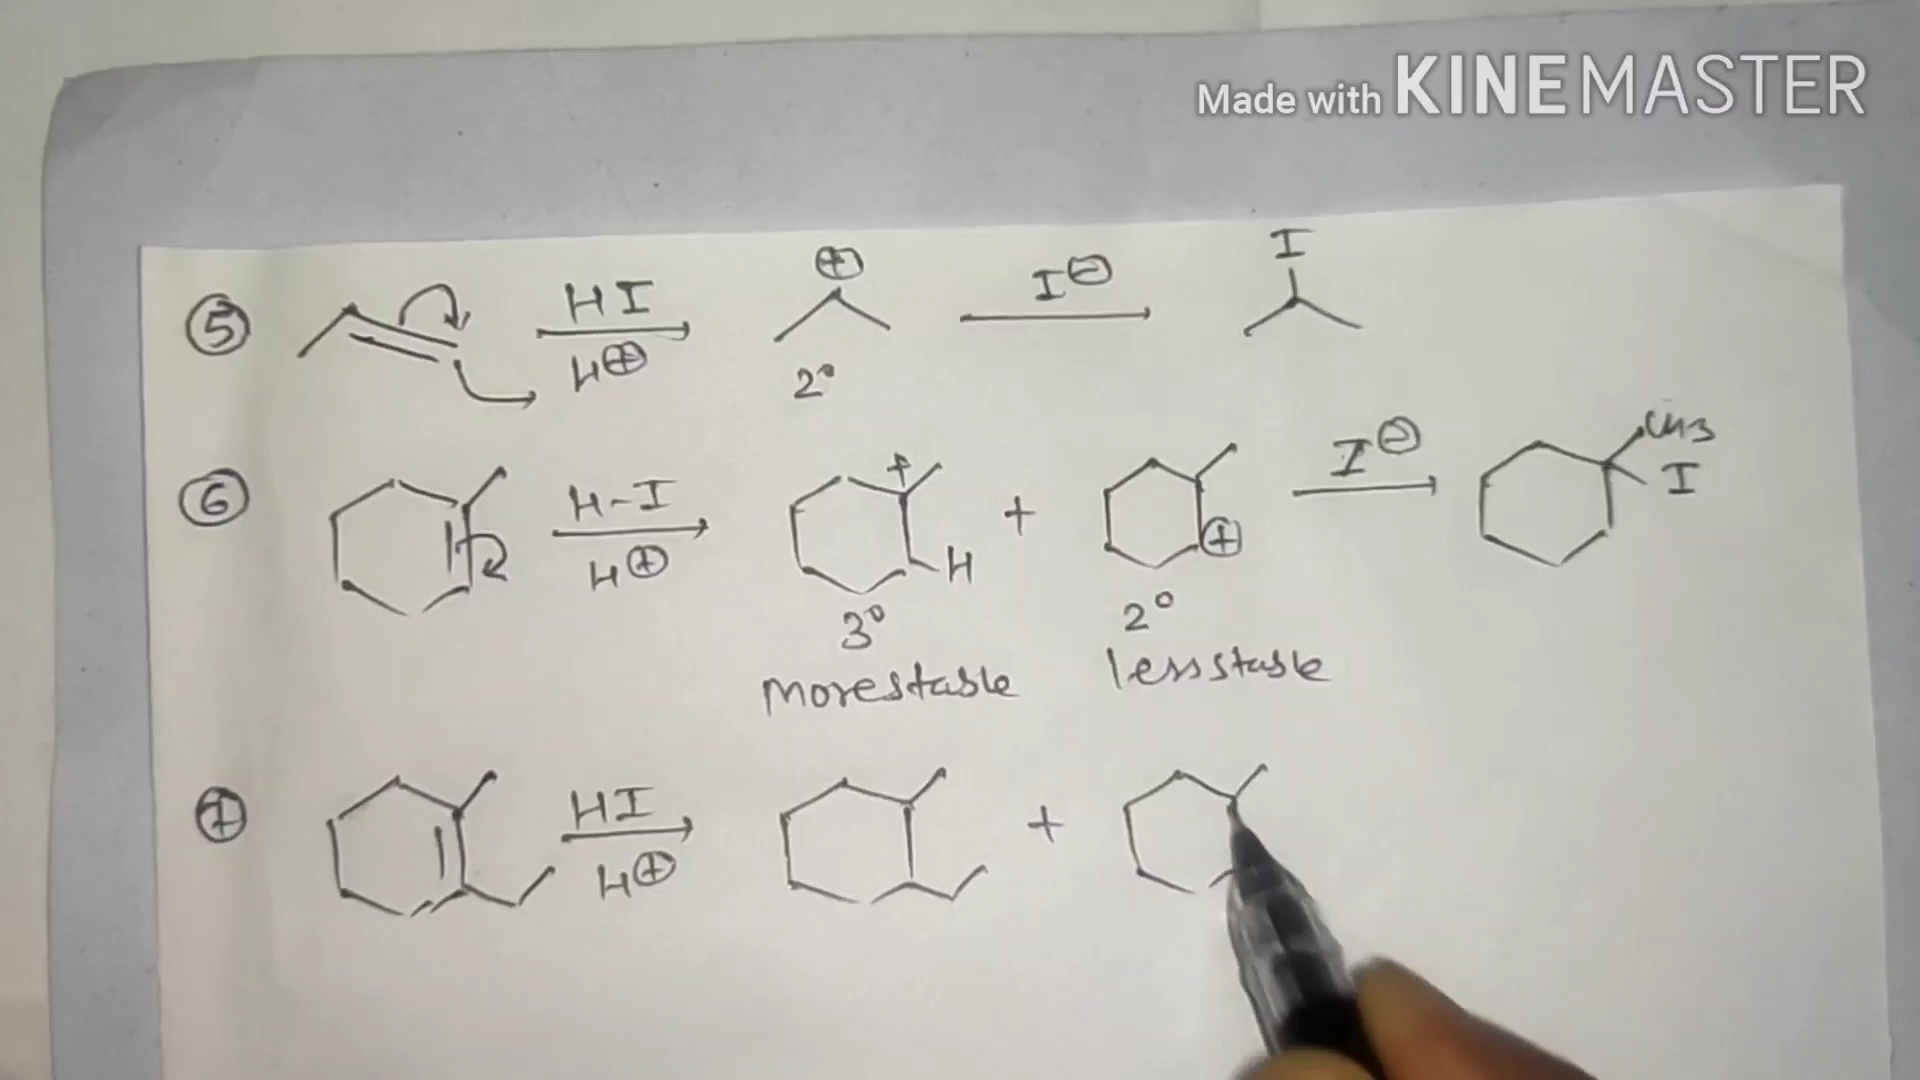 Made with KINEMASTER
I
⊕
I⊖
⑤ HI
H⊕
2°
CH3
I⊖
⑥ H-I + + ⊕ I
H⊕ H
3° 2°
morestable lessstable
⑦ HI +
H⊕